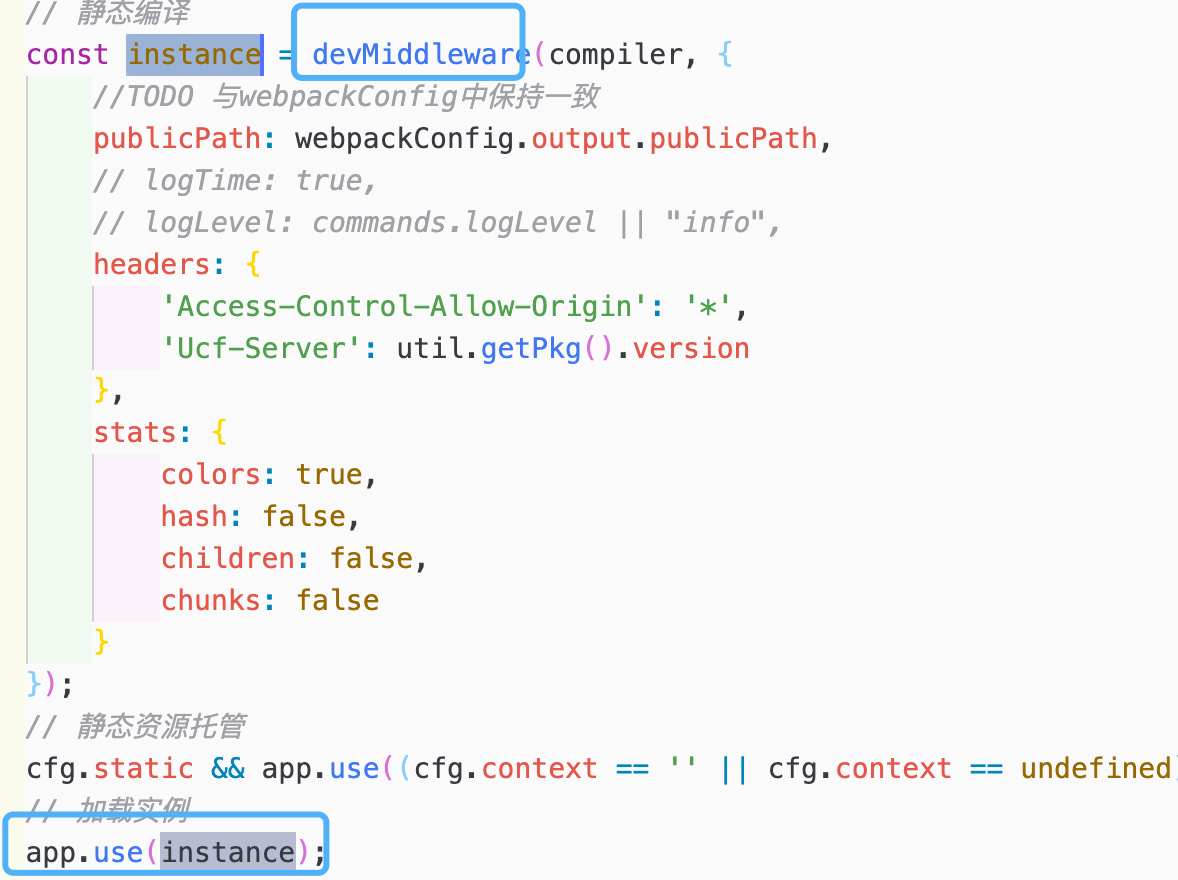 // 静态编译
const instance = devMiddleware(compiler, {
//TODO 与webpackConfig中保持一致
publicPath: webpackConfig.output.publicPath,
// logTime: true,
// logLevel: commands.logLevel || "info",
headers: {
'Access-Control-Allow-Origin': '*',
'Ucf-Server': util.getPkg().version
},
stats: {
colors: true,
hash: false,
children: false,
chunks: false
}
});
// 静态资源托管
cfg.static && app.use((cfg.context == '' || cfg.context == undefined)
// 加载实例
app.use(instance);